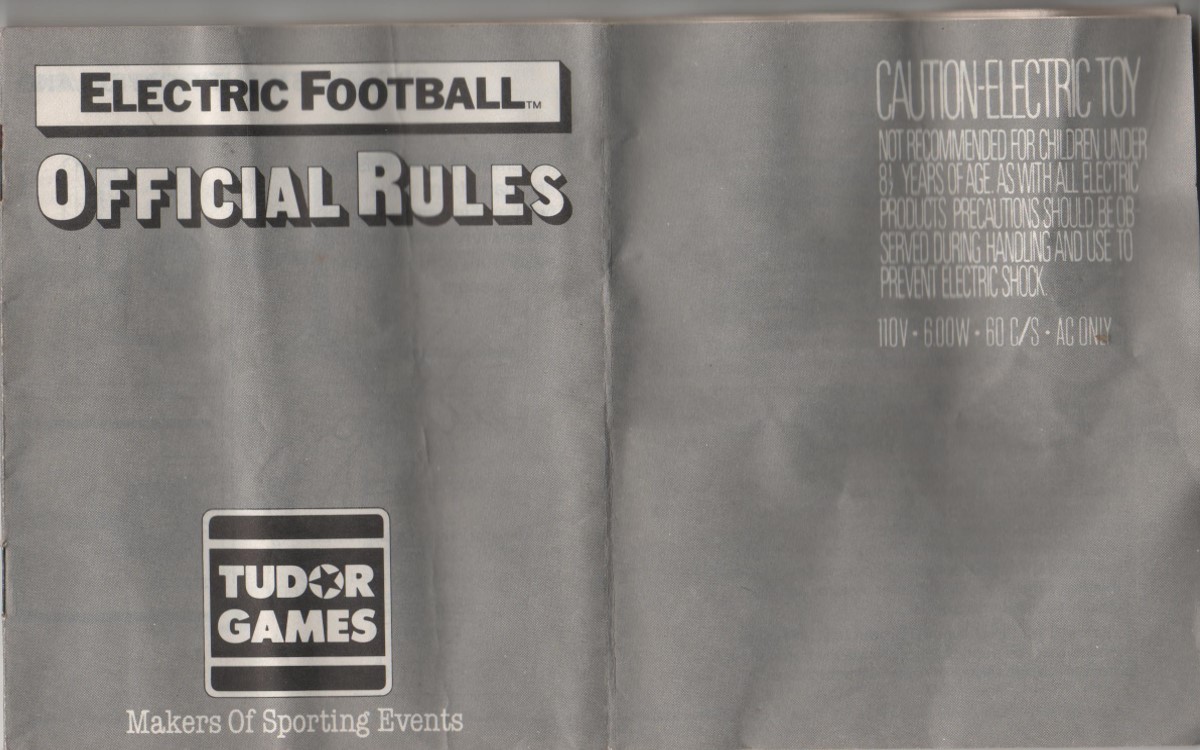 ELECTRIC FOOTBALL™
OFFICIAL RULES
TUDOR
GAMES
Makers Of Sporting Events
CAUTION-ELECTRIC TOY
NOT RECOMMENDED FOR CHILDREN UNDER
YEARS OF AGE. AS WITH ALL ELECTRIC
PRODUCTS PRECAUTIONS SHOULD BE OB-
SERVED DURING HANDLING AND USE TO
PREVENT ELECTRIC SHOCK.
110V • 6.00W • 60 C/S • AC ONLY